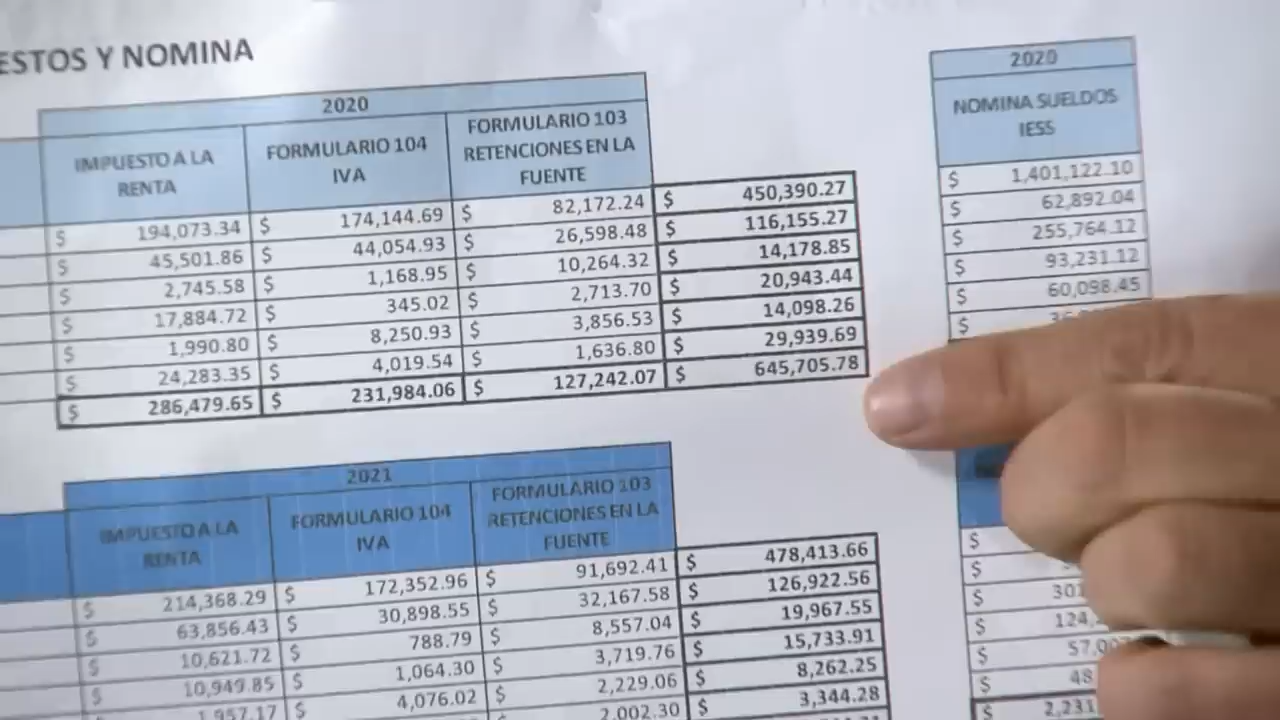 ESTOS Y NOMINA
2020
IMPUESTO A LA RENTA FORMULARIO 104 IVA FORMULARIO 103 RETENCIONES EN LA FUENTE
$ 194,073.34 $ 174,144.69 $ 82,172.24 $ 450,390.27
$ 45,501.86 $ 44,054.93 $ 26,598.48 $ 116,155.27
$ 2,745.58 $ 1,168.95 $ 10,264.32 $ 14,178.85
$ 17,884.72 $ 345.02 $ 2,713.70 $ 20,943.44
$ 1,990.80 $ 8,250.93 $ 3,856.53 $ 14,098.26
$ 24,283.35 $ 4,019.54 $ 1,636.80 $ 29,939.69
$ 286,479.65 $ 231,984.06 $ 127,242.07 $ 645,705.78
2020
NOMINA SUELDOS
IESS
$ 1,401,122.10
$ 62,892.04
$ 255,764.12
$ 93,231.12
$ 60,098.45
$
2021
IMPUESTO A LA RENTA FORMULARIO 104 IVA FORMULARIO 103 RETENCIONES EN LA FUENTE
$ 214,368.29 $ 172,352.96 $ 91,692.41 $ 478,413.66
$ 63,856.43 $ 30,898.55 $ 32,167.58 $ 126,922.56
$ 10,621.72 $ 788.79 $ 8,557.04 $ 19,967.55
$ 10,949.85 $ 1,064.30 $ 3,719.76 $ 15,733.91
$ 1,957.17 $ 4,076.02 $ 2,229.06 $ 8,262.25
$ 2,002.30 $ 3,344.28
$
$
$ 301
$ 124,
$ 57,00
$ 48
$ 2,231